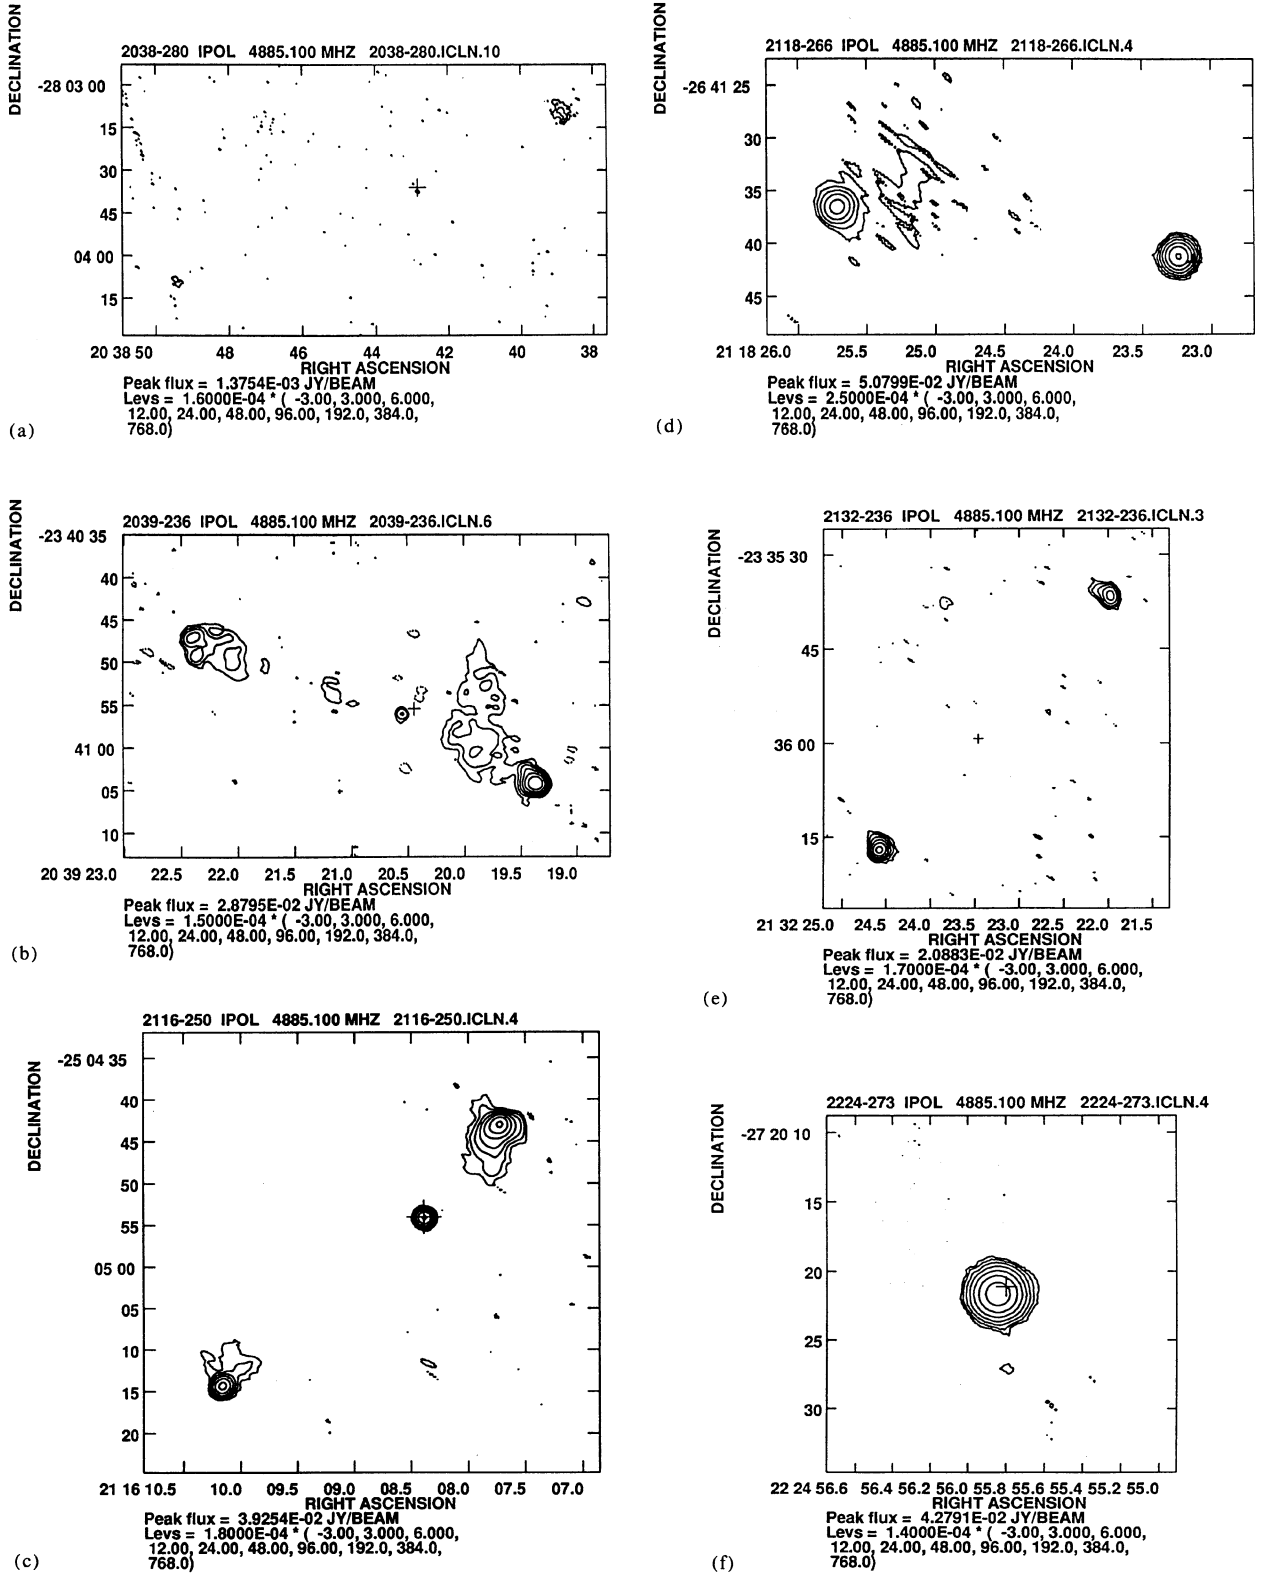 DECLINATION
2038-280 IPOL 4885.100 MHZ 2038-280.ICLN.10
-28 03 00
15
30
45
04 00
15
20 38 50 48 46 44 42 40 38
RIGHT ASCENSION
Peak flux = 1.3754E-03 JY/BEAM
Levs = 1.6000E-04 * ( -3.00, 3.000, 6.000,
12.00, 24.00, 48.00, 96.00, 192.0, 384.0,
768.0)
(a)
DECLINATION
2039-236 IPOL 4885.100 MHZ 2039-236.ICLN.6
-23 40 35
40
45
50
55
41 00
05
10
20 39 23.0 22.5 22.0 21.5 21.0 20.5 20.0 19.5 19.0
RIGHT ASCENSION
Peak flux = 2.8795E-02 JY/BEAM
Levs = 1.5000E-04 * ( -3.00, 3.000, 6.000,
12.00, 24.00, 48.00, 96.00, 192.0, 384.0,
768.0)
(b)
DECLINATION
2116-250 IPOL 4885.100 MHZ 2116-250.ICLN.4
-25 04 35
40
45
50
55
05 00
05
10
15
20
21 16 10.5 10.0 09.5 09.0 08.5 08.0 07.5 07.0
RIGHT ASCENSION
Peak flux = 3.9254E-02 JY/BEAM
Levs = 1.8000E-04 * ( -3.00, 3.000, 6.000,
12.00, 24.00, 48.00, 96.00, 192.0, 384.0,
768.0)
(c)
DECLINATION
2118-266 IPOL 4885.100 MHZ 2118-266.ICLN.4
-26 41 25
30
35
40
45
21 18 26.0 25.5 25.0 24.5 24.0 23.5 23.0
RIGHT ASCENSION
Peak flux = 5.0799E-02 JY/BEAM
Levs = 2.5000E-04 * ( -3.00, 3.000, 6.000,
12.00, 24.00, 48.00, 96.00, 192.0, 384.0,
768.0)
(d)
DECLINATION
2132-236 IPOL 4885.100 MHZ 2132-236.ICLN.3
-23 35 30
45
36 00
15
21 32 25.0 24.5 24.0 23.5 23.0 22.5 22.0 21.5
RIGHT ASCENSION
Peak flux = 2.0883E-02 JY/BEAM
Levs = 1.7000E-04 * ( -3.00, 3.000, 6.000,
12.00, 24.00, 48.00, 96.00, 192.0, 384.0,
768.0)
(e)
DECLINATION
2224-273 IPOL 4885.100 MHZ 2224-273.ICLN.4
-27 20 10
15
20
25
30
22 24 56.6 56.4 56.2 56.0 55.8 55.6 55.4 55.2 55.0
RIGHT ASCENSION
Peak flux = 4.2791E-02 JY/BEAM
Levs = 1.4000E-04 * ( -3.00, 3.000, 6.000,
12.00, 24.00, 48.00, 96.00, 192.0, 384.0,
768.0)
(f)